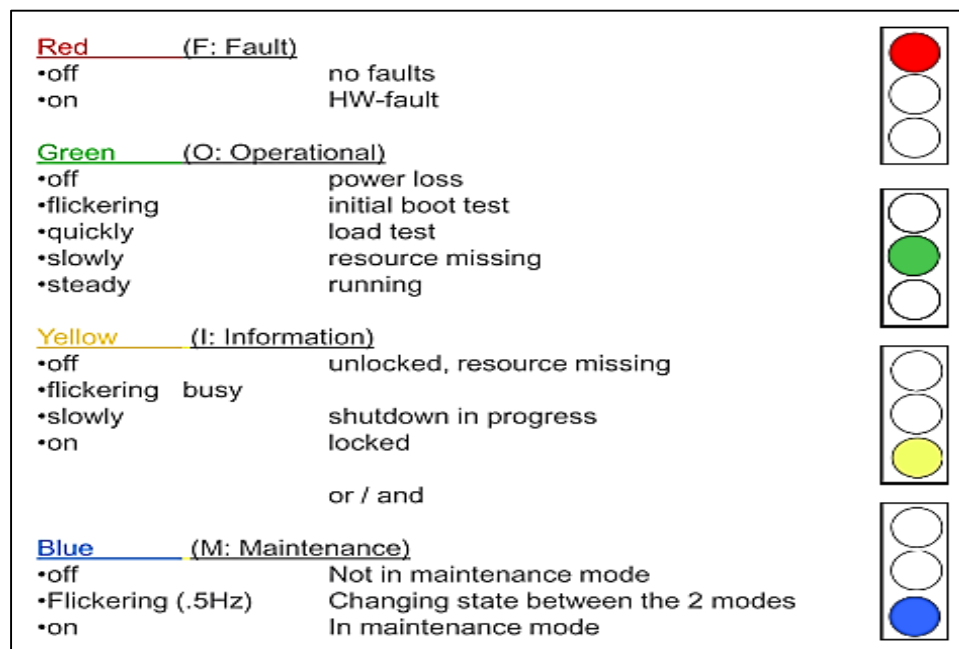 Red (F: Fault)
•off no faults
•on HW-fault
Green (O: Operational)
•off power loss
•flickering initial boot test
•quickly load test
•slowly resource missing
•steady running
Yellow (I: Information)
•off unlocked, resource missing
•flickering busy
•slowly shutdown in progress
•on locked
or / and
Blue (M: Maintenance)
•off Not in maintenance mode
•Flickering (.5Hz) Changing state between the 2 modes
•on In maintenance mode